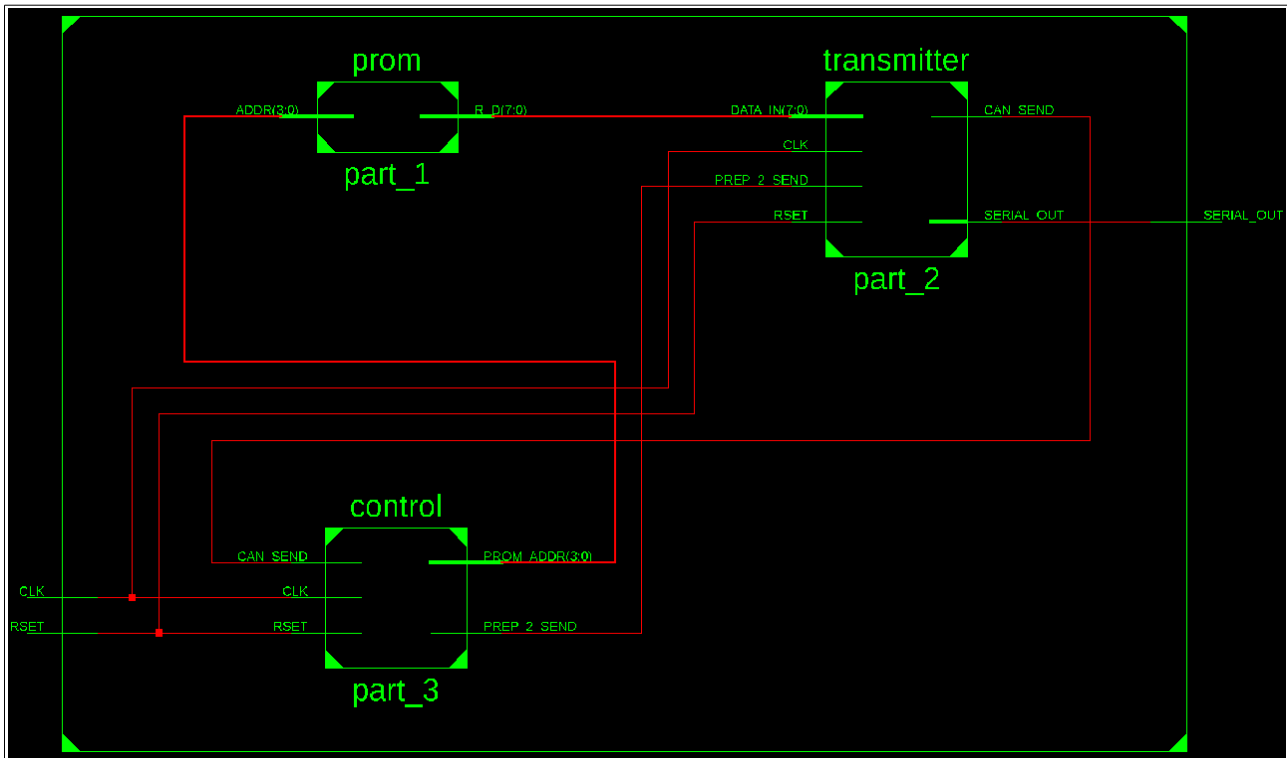 prom
transmitter
ADDR(3:0)
R_D(7:0)
DATA_IN(7:0)
CAN_SEND
CLK
part_1
PREP_2_SEND
RSET
SERIAL_OUT
SERIAL_OUT
part_2
control
CAN_SEND
PROM_ADDR(3:0)
CLK
CLK
RSET
RSET
PREP_2_SEND
part_3